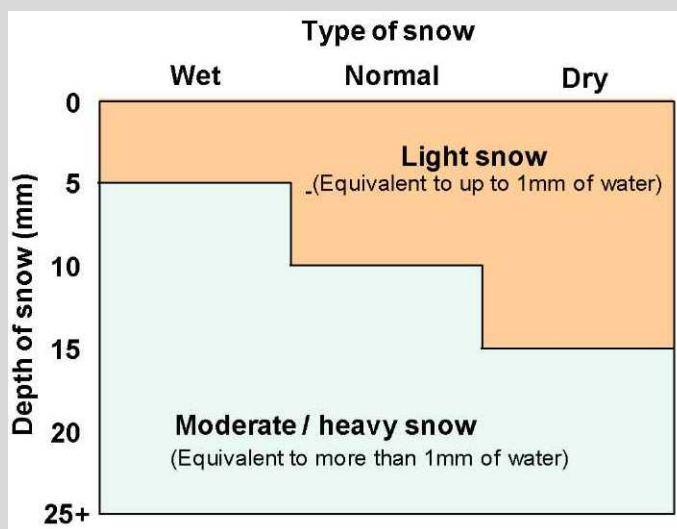 Type of snow
Wet Normal Dry
0
Light snow
5
-(Equivalent to up to 1mm of water)
10
15
20
Moderate / heavy snow
(Equivalent to more than 1mm of water)
25+
Depth of snow (mm)